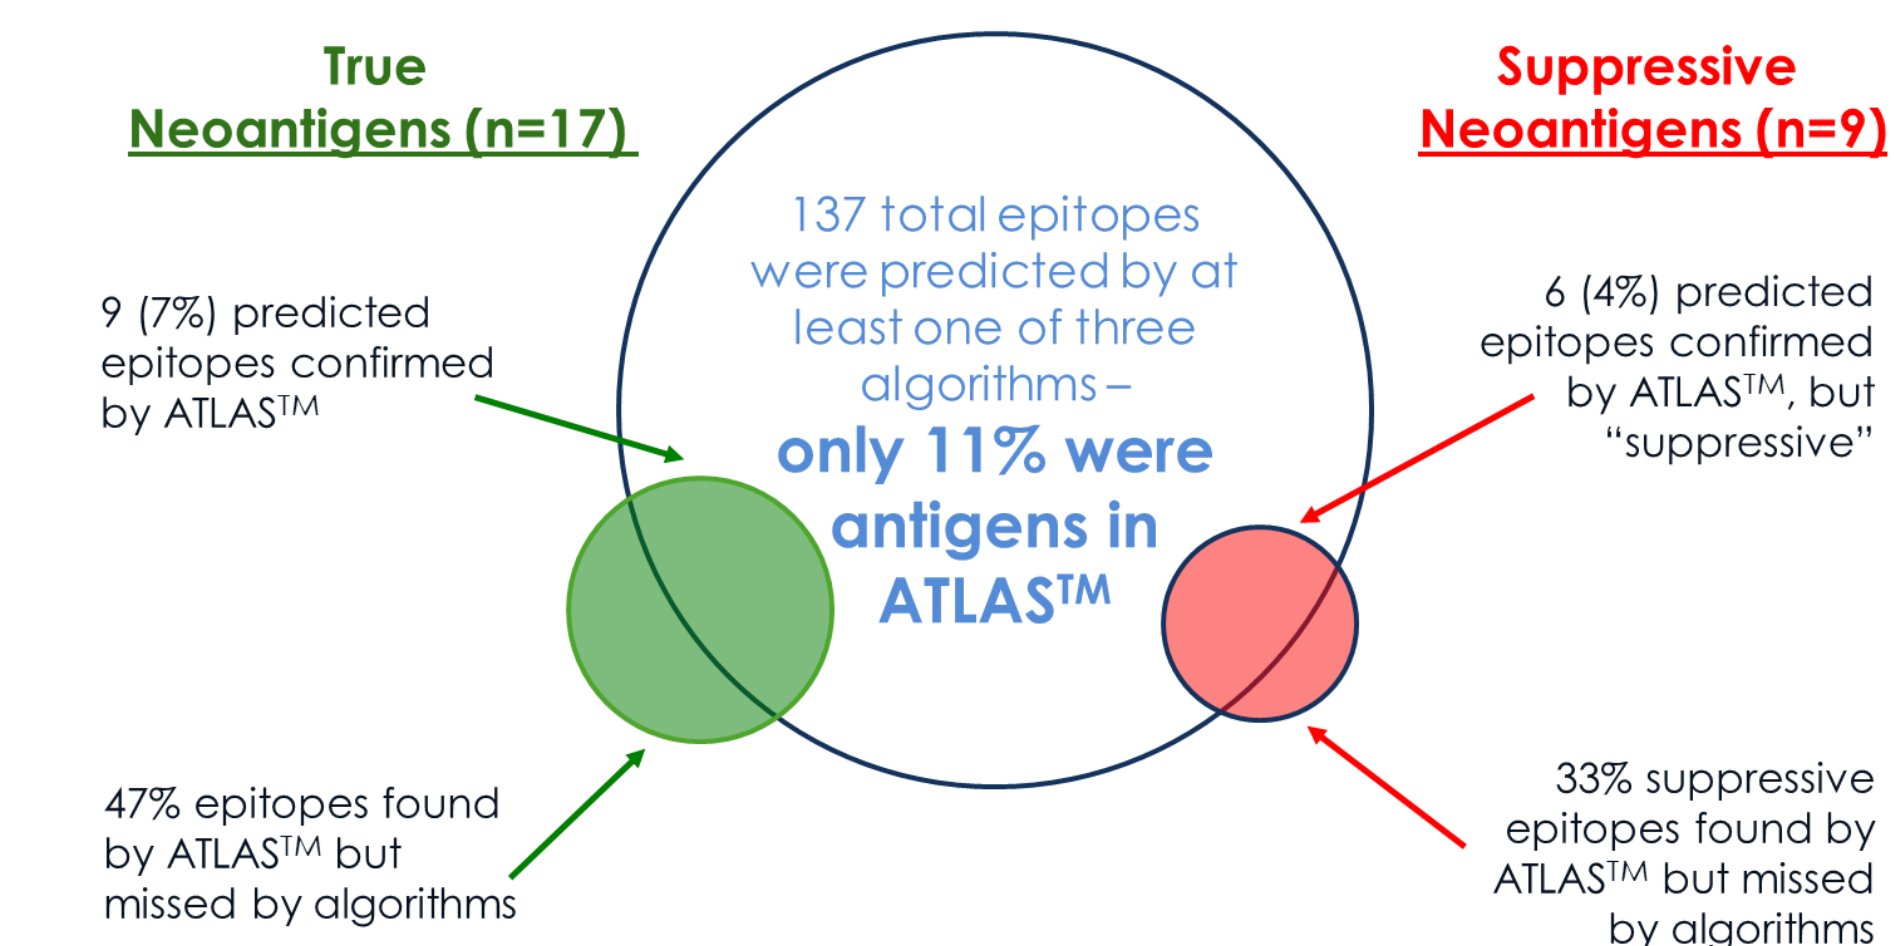 True
Neoantigens (n=17)
Suppressive
Neoantigens (n=9)
137 total epitopes
were predicted by at
least one of three
algorithms –
only 11% were
antigens in
ATLAS™
9 (7%) predicted
epitopes confirmed
by ATLAS™
6 (4%) predicted
epitopes confirmed
by ATLAS™, but
“suppressive”
47% epitopes found
by ATLAS™ but
missed by algorithms
33% suppressive
epitopes found by
ATLAS™ but missed
by algorithms